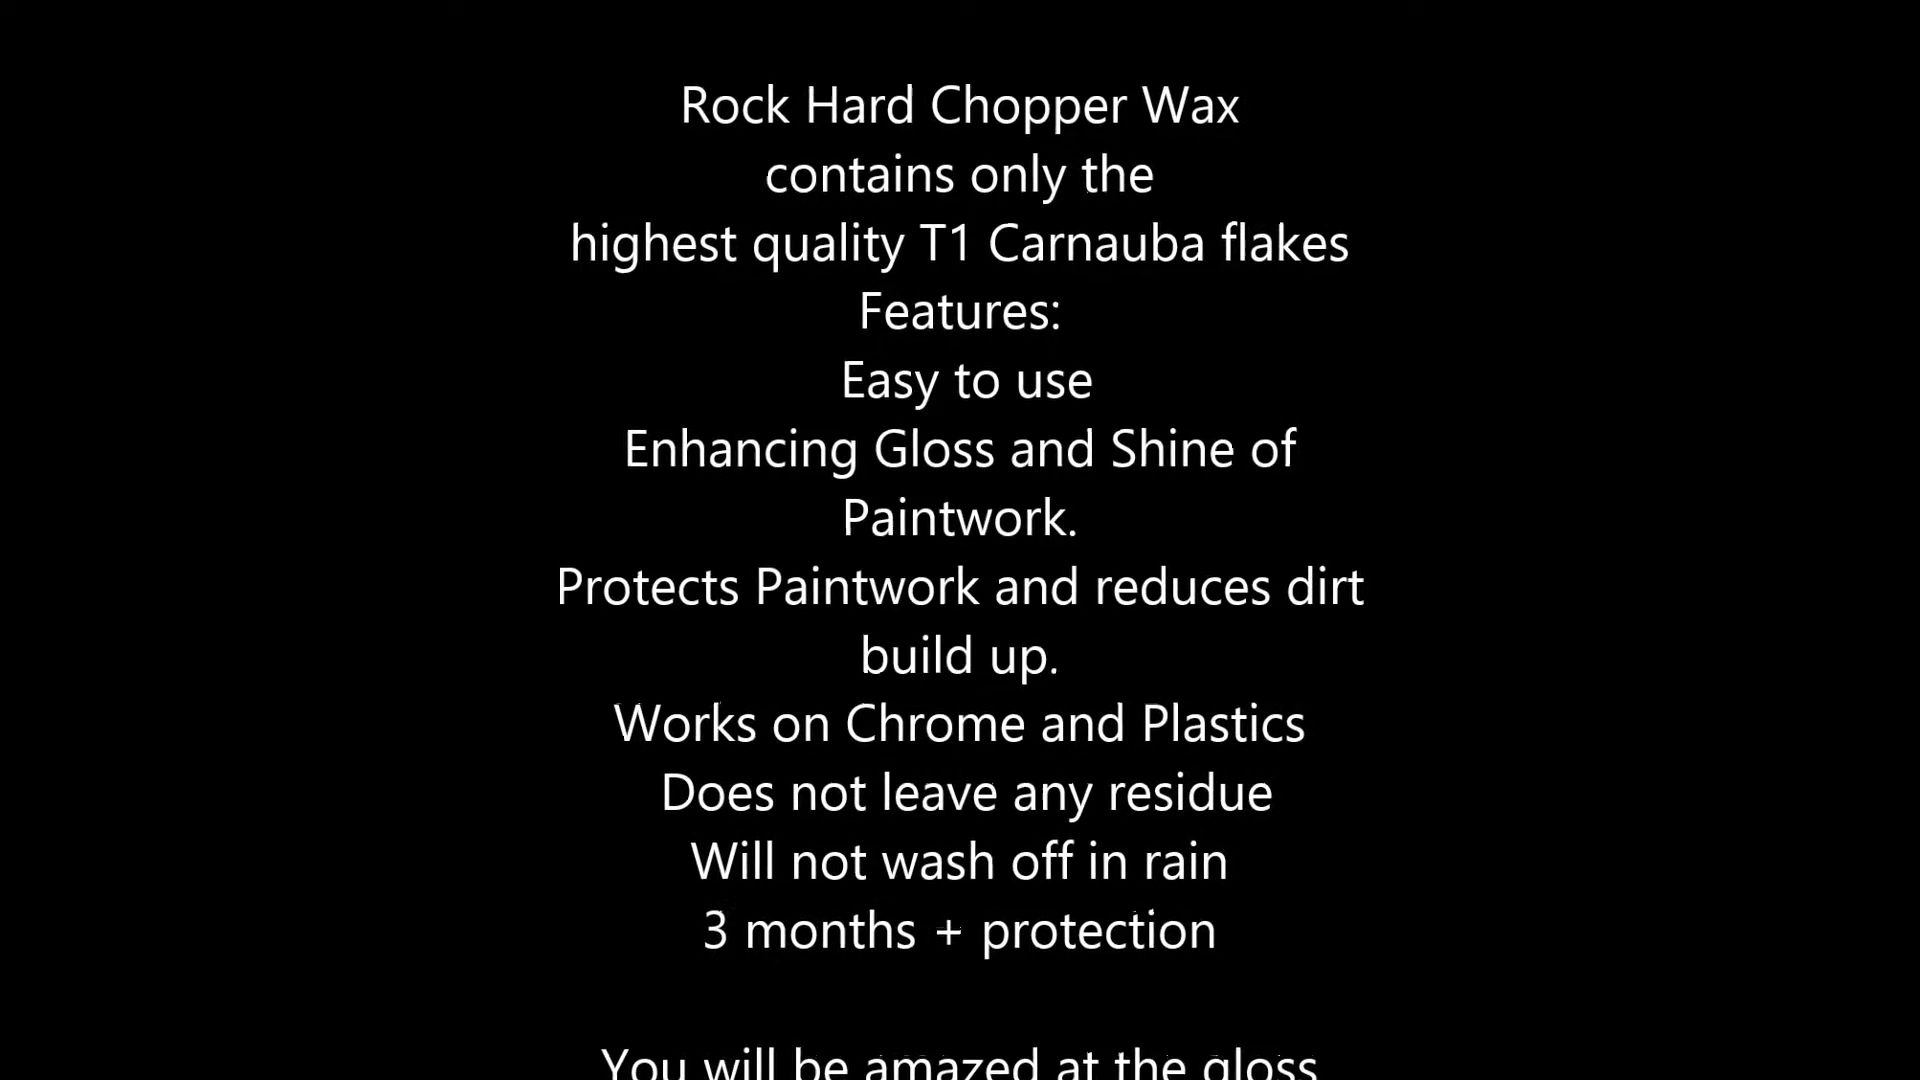 Rock Hard Chopper Wax
contains only the
highest quality T1 Carnauba flakes
Features:
Easy to use
Enhancing Gloss and Shine of
Paintwork.
Protects Paintwork and reduces dirt
build up.
Works on Chrome and Plastics
Does not leave any residue
Will not wash off in rain
3 months + protection
You will be amazed at the gloss